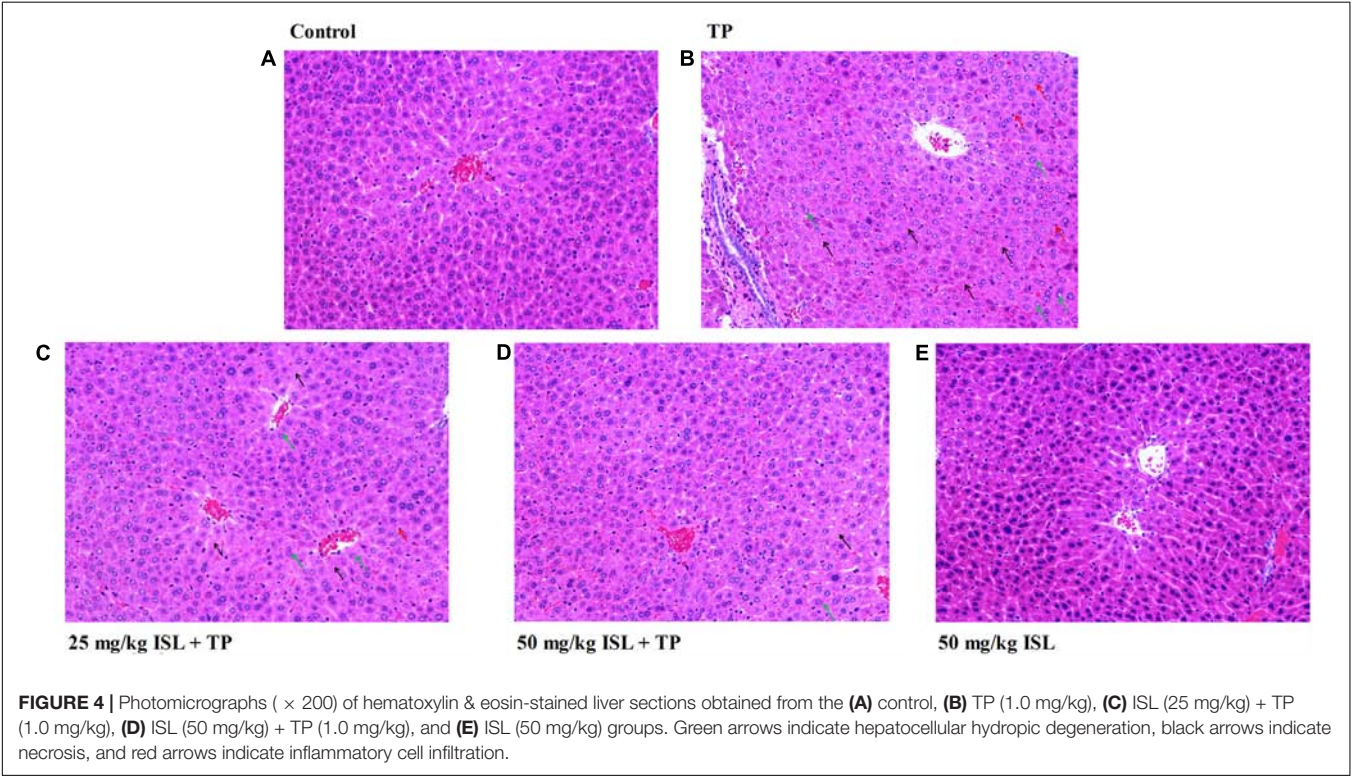 Control
TP
A
B
C
D
E
25 mg/kg ISL + TP
50 mg/kg ISL + TP
50 mg/kg ISL
FIGURE 4 | Photomicrographs ( × 200) of hematoxylin & eosin-stained liver sections obtained from the (A) control, (B) TP (1.0 mg/kg), (C) ISL (25 mg/kg) + TP
(1.0 mg/kg), (D) ISL (50 mg/kg) + TP (1.0 mg/kg), and (E) ISL (50 mg/kg) groups. Green arrows indicate hepatocellular hydropic degeneration, black arrows indicate
necrosis, and red arrows indicate inflammatory cell infiltration.